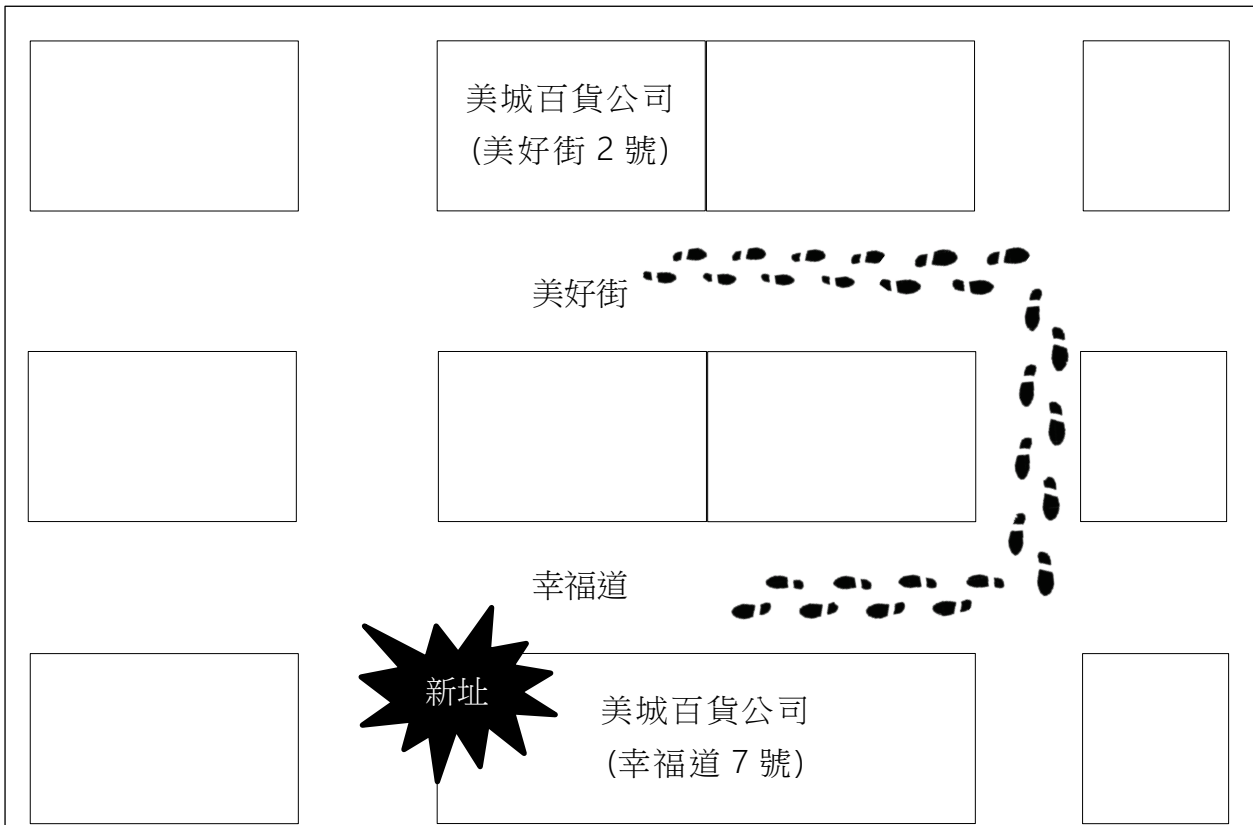 美城百貨公司
(美好街 2 號)
美好街
幸福道
新址
美城百貨公司
(幸福道 7 號)